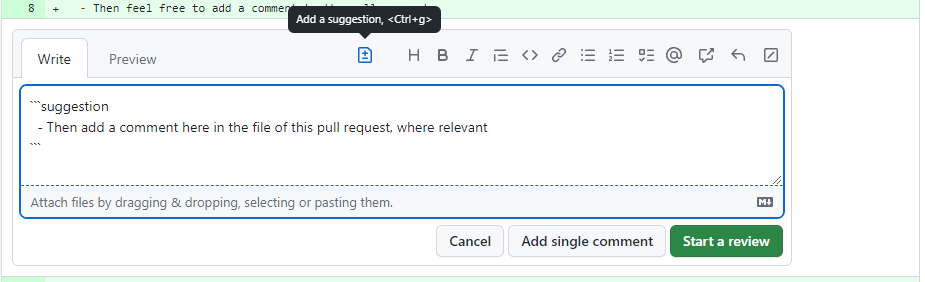 8 + - Then feel free to add a comment
Add a suggestion, <Ctrl+g>
Write Preview
```suggestion
- Then add a comment here in the file of this pull request, where relevant
```
Attach files by dragging & dropping, selecting or pasting them.
Cancel Add single comment Start a review